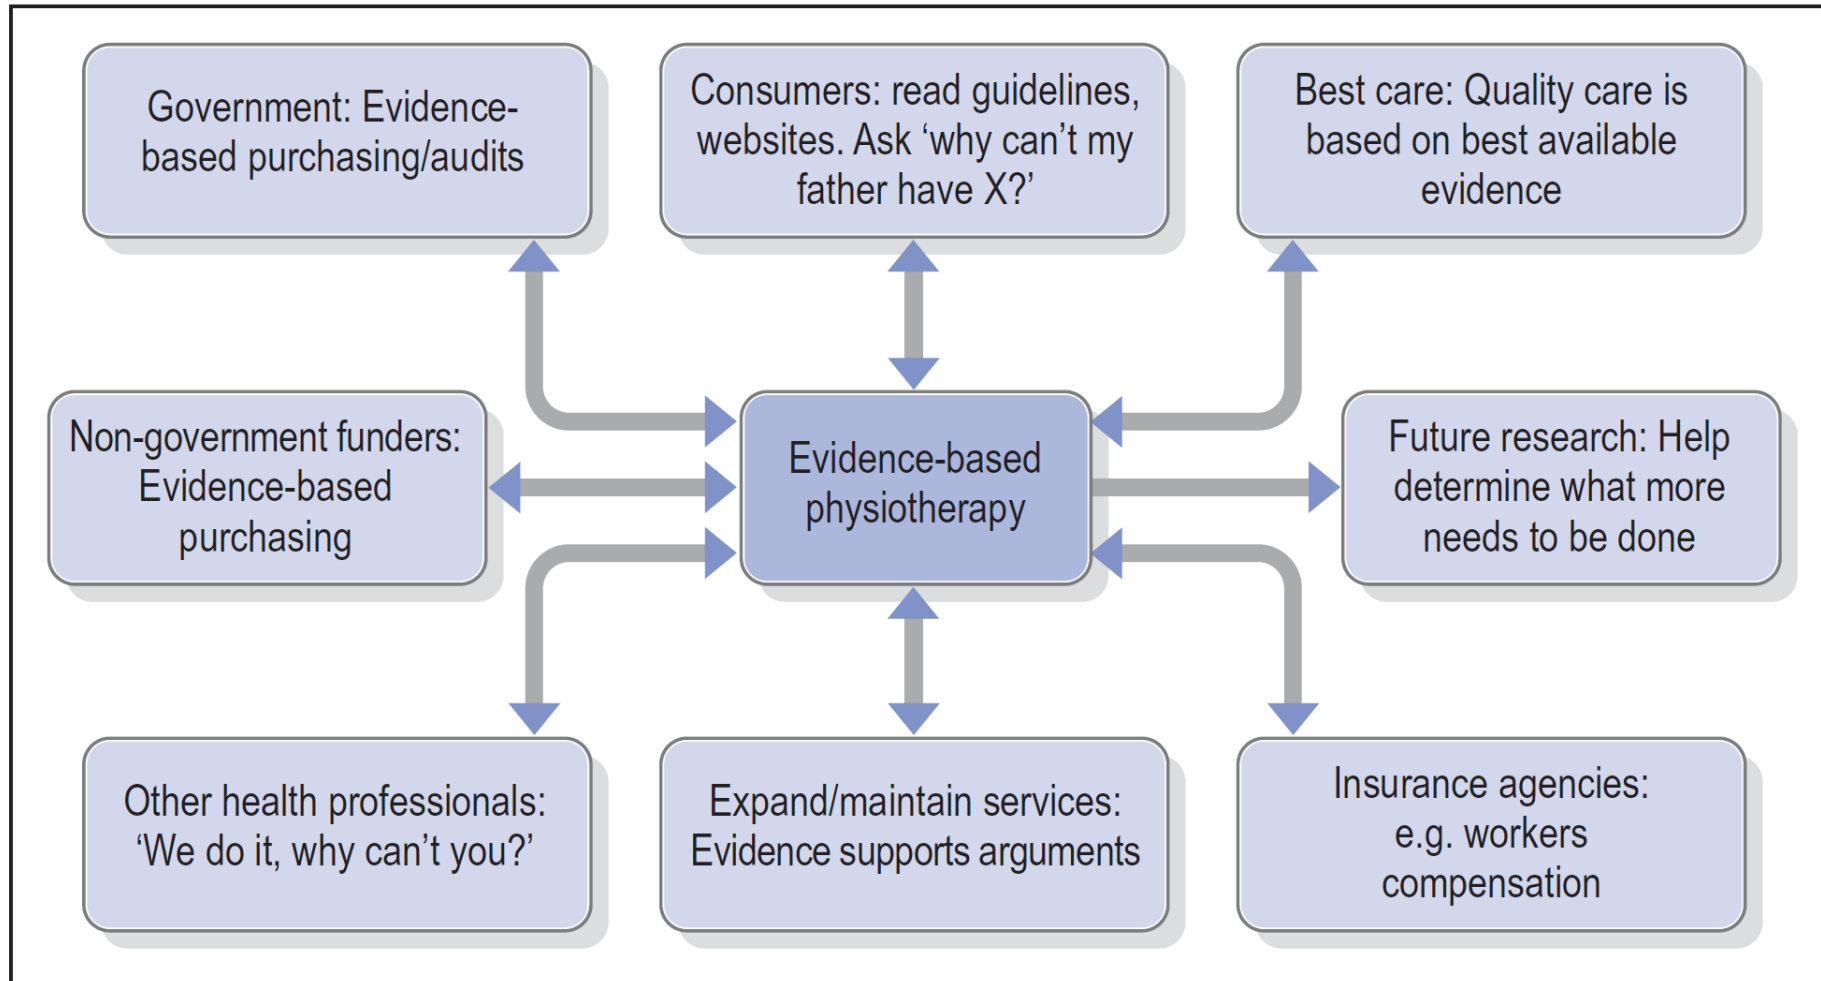 Government: Evidence-
based purchasing/audits
Consumers: read guidelines,
websites. Ask ‘why can’t my
father have X?’
Best care: Quality care is
based on best available
evidence
Non-government funders:
Evidence-based
purchasing
Evidence-based
physiotherapy
Future research: Help
determine what more
needs to be done
Other health professionals:
‘We do it, why can’t you?’
Expand/maintain services:
Evidence supports arguments
Insurance agencies:
e.g. workers
compensation